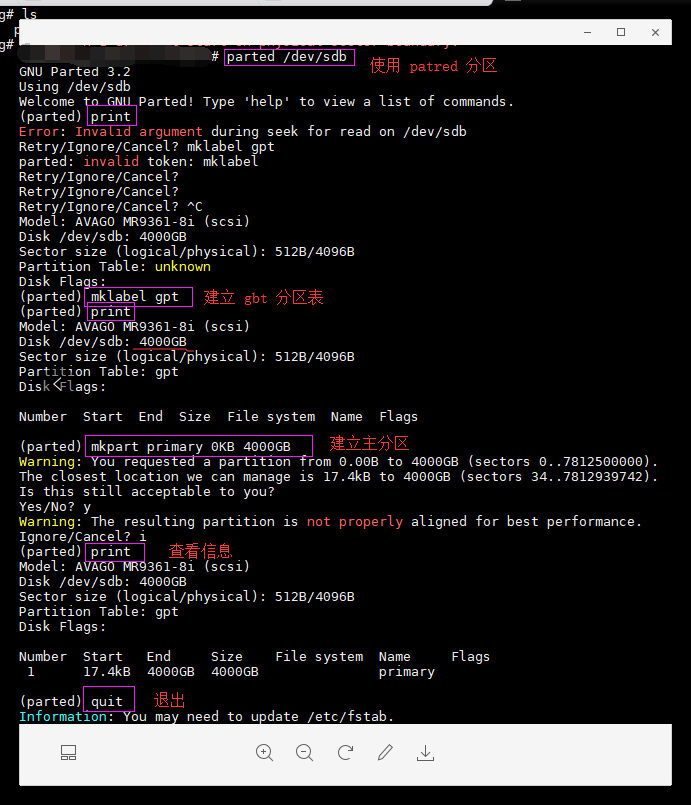 g# ls
g#
# parted /dev/sdb 使用 patred 分区
GNU Parted 3.2
Using /dev/sdb
Welcome to GNU Parted! Type 'help' to view a list of commands.
(parted) print
Error: Invalid argument during seek for read on /dev/sdb
Retry/Ignore/Cancel? mklabel gpt
parted: invalid token: mklabel
Retry/Ignore/Cancel?
Retry/Ignore/Cancel?
Retry/Ignore/Cancel? ^C
Model: AVAGO MR9361-8i (scsi)
Disk /dev/sdb: 4000GB
Sector size (logical/physical): 512B/4096B
Partition Table: unknown
Disk Flags:
(parted) mklabel gpt 建立 gbt 分区表
(parted) print
Model: AVAGO MR9361-8i (scsi)
Disk /dev/sdb: 4000GB
Sector size (logical/physical): 512B/4096B
Partition Table: gpt
Disk Flags:
Number Start End Size File system Name Flags
(parted) mkpart primary 0KB 4000GB 建立主分区
Warning: You requested a partition from 0.00B to 4000GB (sectors 0..7812500000).
The closest location we can manage is 17.4kB to 4000GB (sectors 34..7812939742).
Is this still acceptable to you?
Yes/No? y
Warning: The resulting partition is not properly aligned for best performance.
Ignore/Cancel? i
(parted) print 查看信息
Model: AVAGO MR9361-8i (scsi)
Disk /dev/sdb: 4000GB
Sector size (logical/physical): 512B/4096B
Partition Table: gpt
Disk Flags:
Number Start End Size File system Name Flags
1 17.4kB 4000GB 4000GB primary
(parted) quit 退出
Information: You may need to update /etc/fstab.